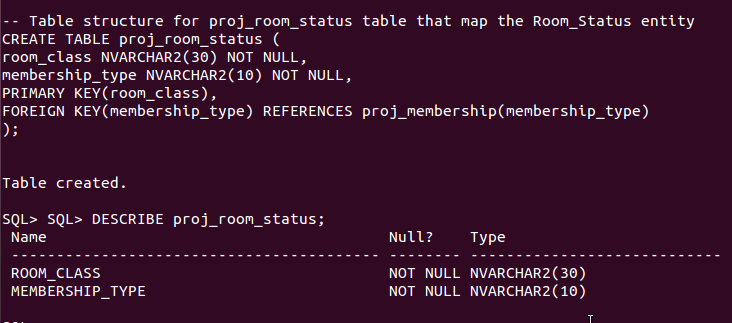 -- Table structure for proj_room_status table that map the Room_Status entity
CREATE TABLE proj_room_status (
room_class NVARCHAR2(30) NOT NULL,
membership_type NVARCHAR2(10) NOT NULL,
PRIMARY KEY(room_class),
FOREIGN KEY(membership_type) REFERENCES proj_membership(membership_type)
);
Table created.
SQL> SQL> DESCRIBE proj_room_status;
 Name                                      Null?    Type
 ----------------------------------------- -------- ----------------------------
 ROOM_CLASS                                NOT NULL NVARCHAR2(30)
 MEMBERSHIP_TYPE                           NOT NULL NVARCHAR2(10)